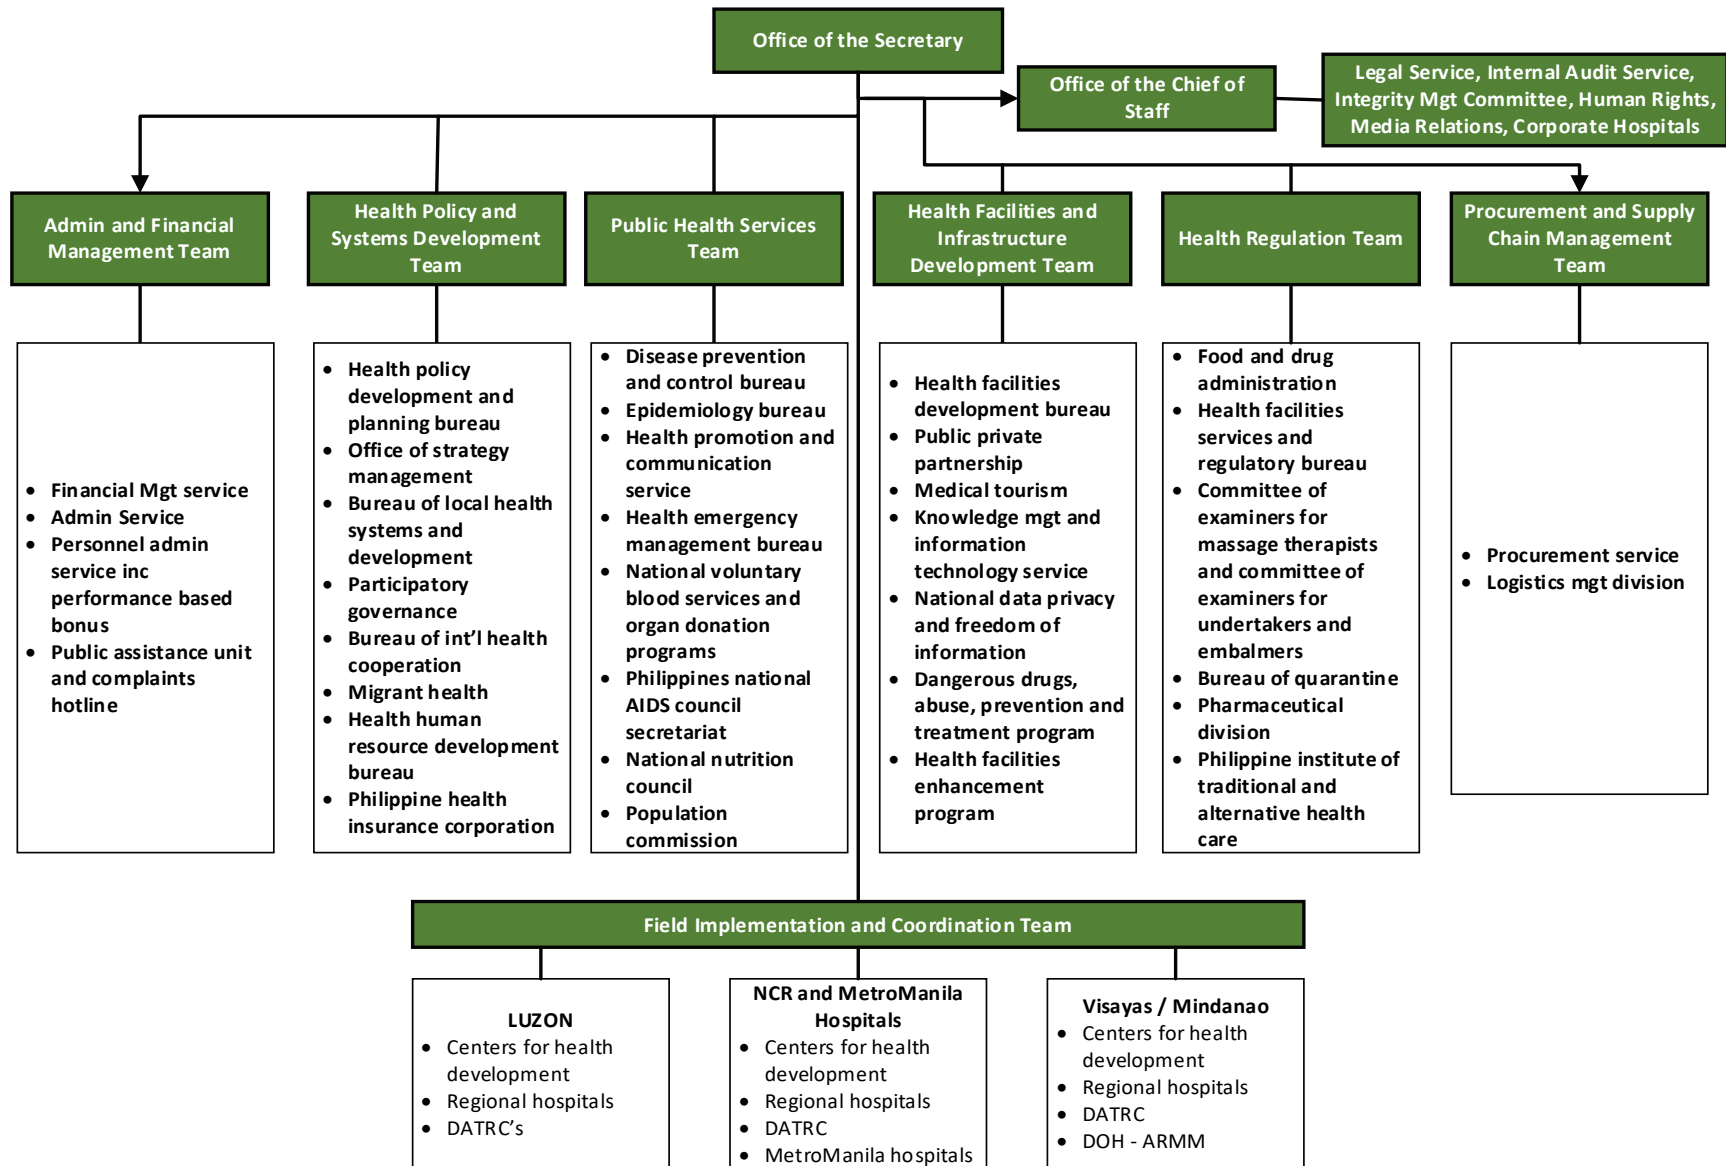 Office of the Secretary
Office of the Chief of
Staff
Legal Service, Internal Audit Service,
Integrity Mgt Committee, Human Rights,
Media Relations, Corporate Hospitals
Admin and Financial
Management Team
Health Policy and
Systems Development
Team
Public Health Services
Team
Health Facilities and
Infrastructure
Development Team
Health Regulation Team
Procurement and Supply
Chain Management
Team
• Financial Mgt service
• Admin Service
• Personnel admin
service inc
performance based
bonus
• Public assistance unit
and complaints
hotline
• Health policy
development and
planning bureau
• Office of strategy
management
• Bureau of local health
systems and
development
• Participatory
governance
• Bureau of int’l health
cooperation
• Migrant health
• Health human
resource development
bureau
• Philippine health
insurance corporation
• Disease prevention
and control bureau
• Epidemiology bureau
• Health promotion and
communication
service
• Health emergency
management bureau
• National voluntary
blood services and
organ donation
programs
• Philippines national
AIDS council
secretariat
• National nutrition
council
• Population
commission
• Health facilities
development bureau
• Public private
partnership
• Medical tourism
• Knowledge mgt and
information
technology service
• National data privacy
and freedom of
information
• Dangerous drugs,
abuse, prevention and
treatment program
• Health facilities
enhancement
program
• Food and drug
administration
• Health facilities
services and
regulatory bureau
• Committee of
examiners for
massage therapists
and committee of
examiners for
undertakers and
embalmers
• Bureau of quarantine
• Pharmaceutical
division
• Philippine institute of
traditional and
alternative health
care
• Procurement service
• Logistics mgt division
Field Implementation and Coordination Team
LUZON
• Centers for health
development
• Regional hospitals
• DATRC’s
NCR and MetroManila
Hospitals
• Centers for health
development
• Regional hospitals
• DATRC
• MetroManila hospitals
Visayas / Mindanao
• Centers for health
development
• Regional hospitals
• DATRC
• DOH - ARMM